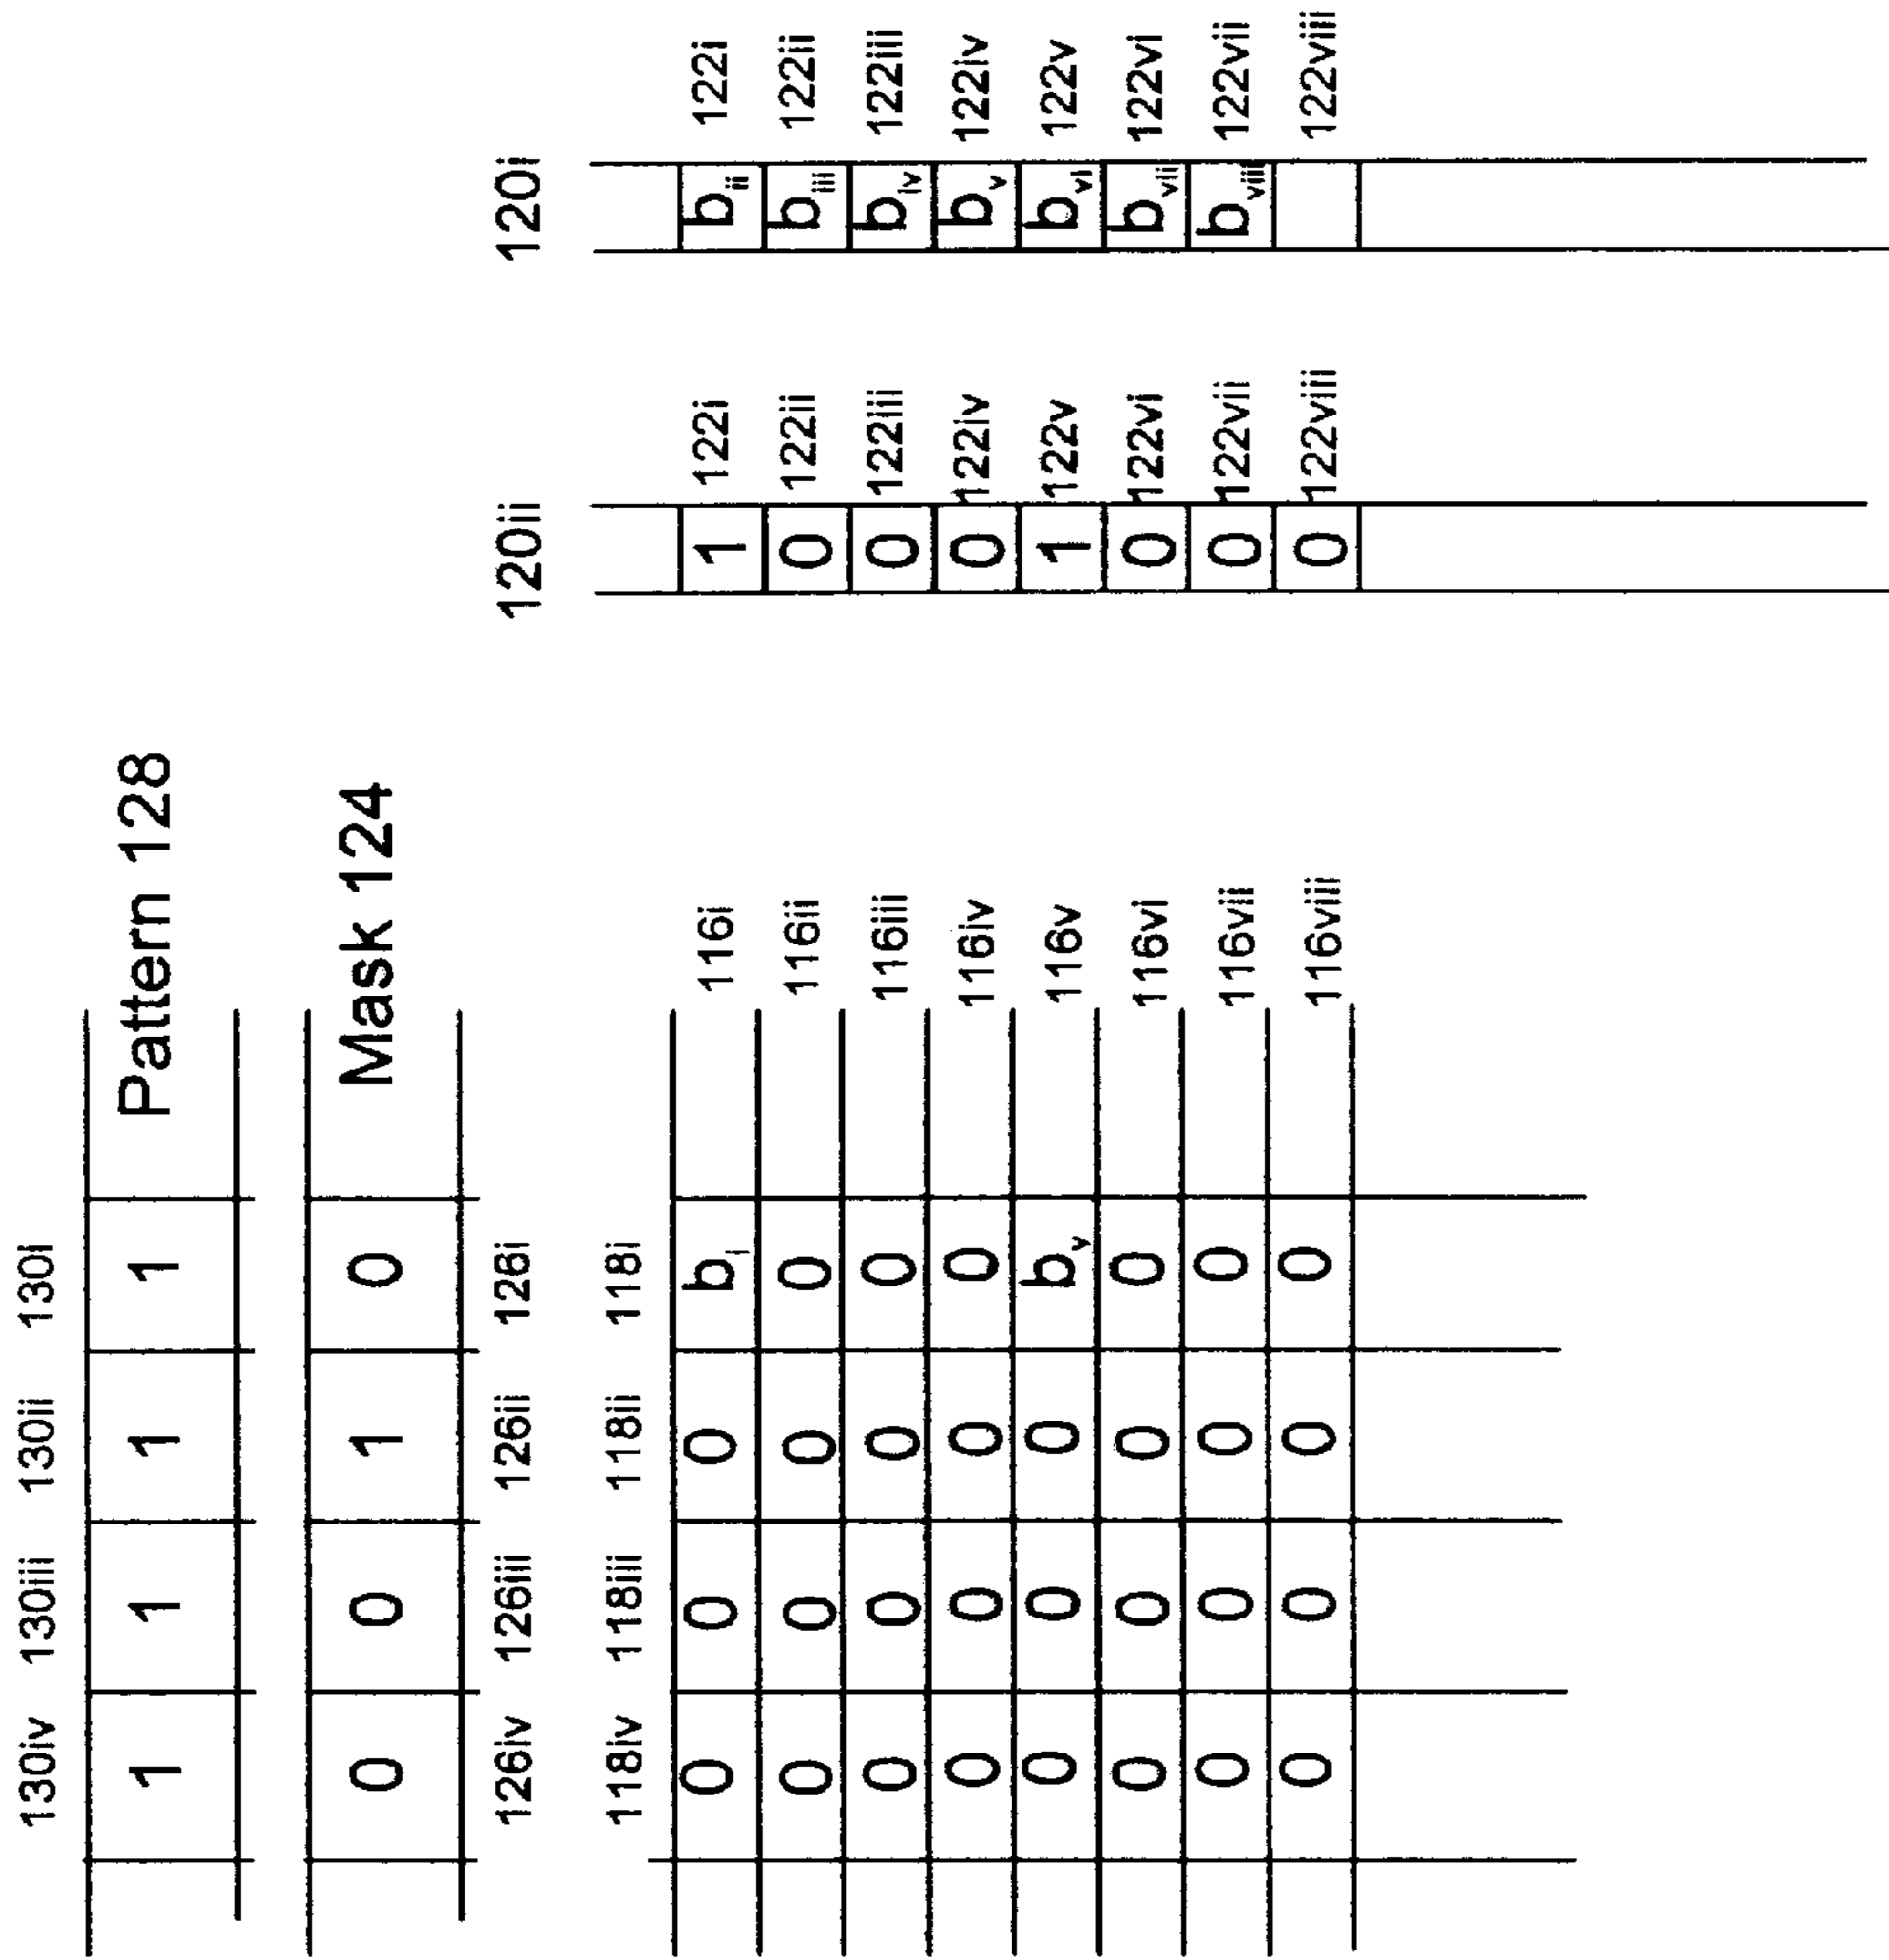 130iv 130iii 130ii 130i
1 1 1 1 Pattern 128
0 0 1 0 Mask 124
126iv 126iii 126ii 126i 120ii 120i
118iv 118iii 118ii 118i
0 0 0 bi 116i 1 122i bii 122i
0 0 0 0 116ii 0 122ii biii 122ii
0 0 0 0 116iii 0 122iii biv 122iii
0 0 0 0 116iv 0 122iv bv 122iv
0 0 0 bv 116v 1 122v bvi 122v
0 0 0 0 116vi 0 122vi bvii 122vi
0 0 0 0 116vii 0 122vii bviii 122vii
0 0 0 0 116viii 0 122viii 122viii